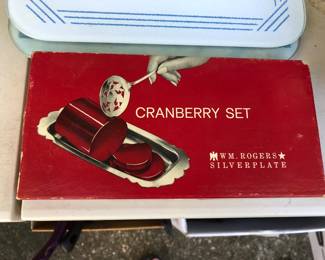 CRANBERRY SET
WM. ROGERS★
SILVERPLATE